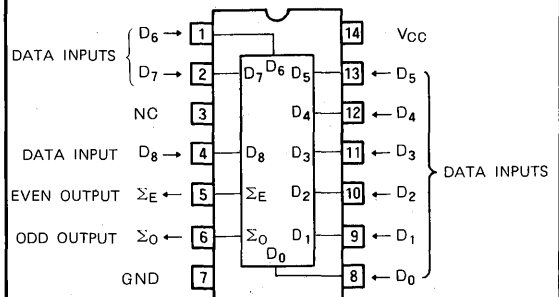 D6 → 1 14 VCC
DATA INPUTS
D6
D7 → 2 D7 D5 13 ← D5
NC 3 D4 12 ← D4
DATA INPUT D8 → 4 D8 D3 11 ← D3
DATA INPUTS
EVEN OUTPUT ΣE ← 5 ΣE D2 10 ← D2
ODD OUTPUT ΣO ← 6 ΣO D1 9 ← D1
D0
GND 7 8 ← D0